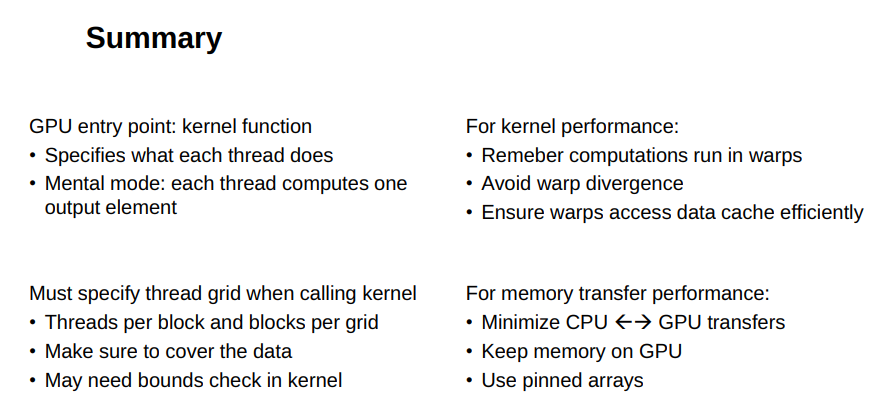 Summary
GPU entry point: kernel function
• Specifies what each thread does
• Mental mode: each thread computes one
output element
Must specify thread grid when calling kernel
• Threads per block and blocks per grid
• Make sure to cover the data
• May need bounds check in kernel
For kernel performance:
• Remeber computations run in warps
• Avoid warp divergence
• Ensure warps access data cache efficiently
For memory transfer performance:
• Minimize CPU ←→ GPU transfers
• Keep memory on GPU
• Use pinned arrays